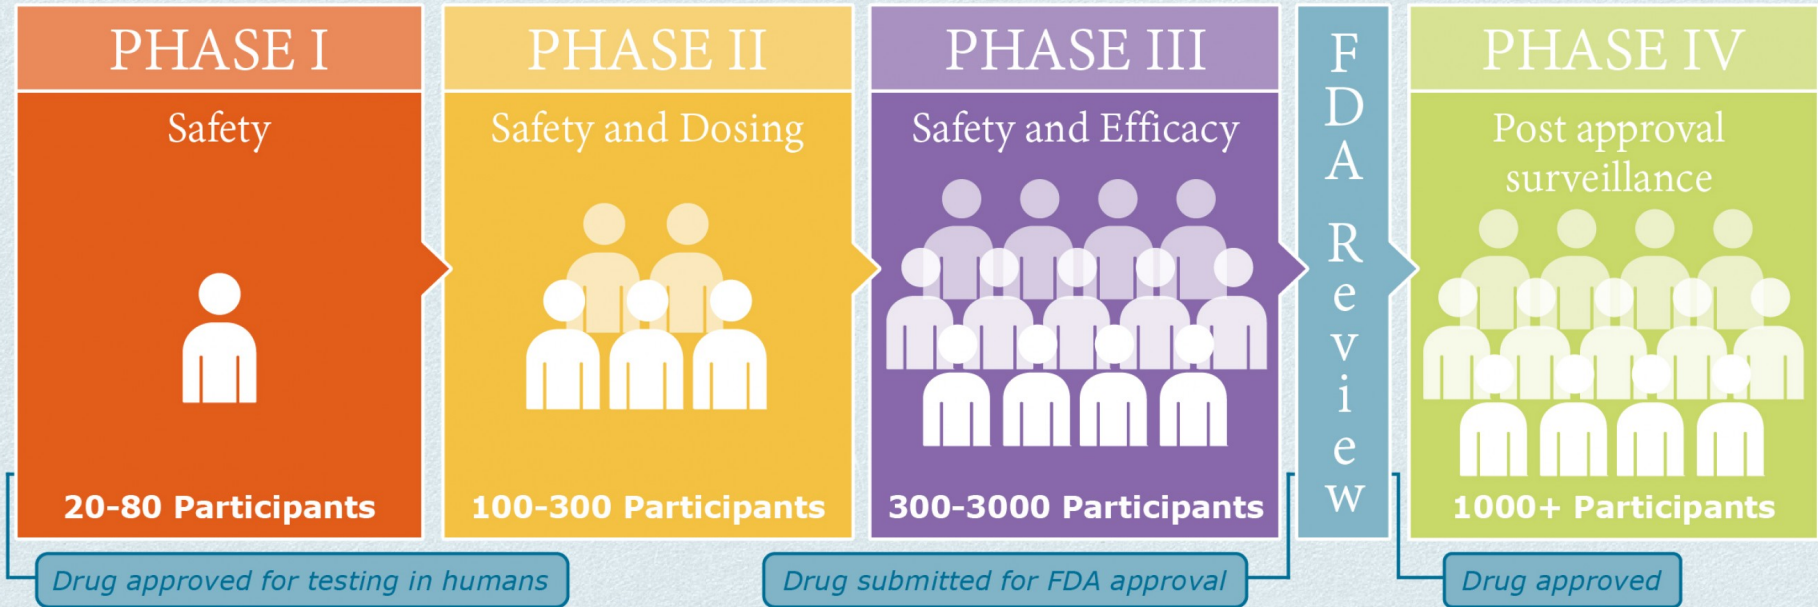 PHASE I
Safety
20-80 Participants
PHASE II
Safety and Dosing
100-300 Participants
PHASE III
Safety and Efficacy
300-3000 Participants
FDA Review
PHASE IV
Post approval
surveillance
1000+ Participants
Drug approved for testing in humans
Drug submitted for FDA approval
Drug approved